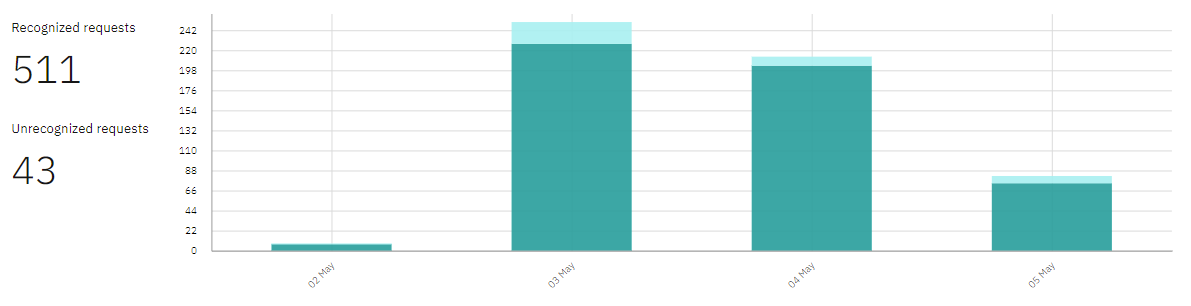 Recognized requests
511
Unrecognized requests
43
242
220
198
176
154
132
110
88
66
44
22
0
02 May
03 May
04 May
05 May